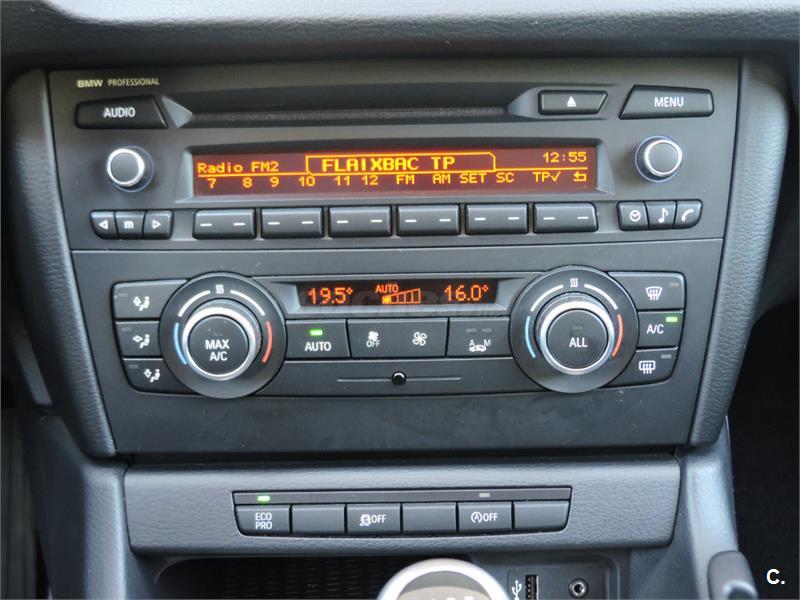 BMW PROFESSIONAL
AUDIO
MENU
Radio FM2 FLAIXBAC TP 12:55
7 8 9 10 11 12 FM AM SET SC TP✓
m
19.5° AUTO 16.0°
MAX A/C
AUTO
OFF
A M
ALL
A/C
ECO PRO
OFF
A OFF
C.